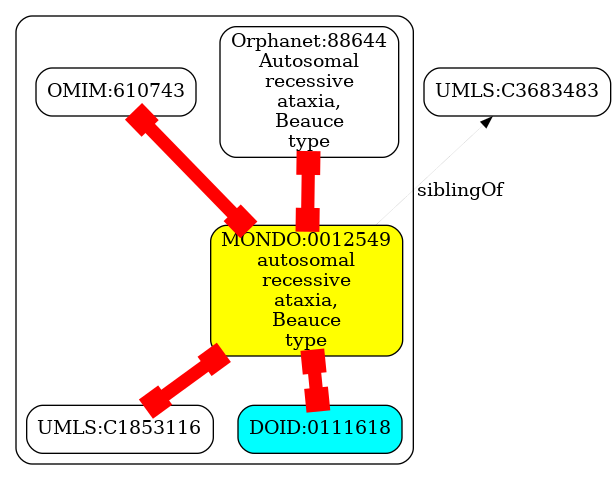 Orphanet:88644
Autosomal
recessive
ataxia,
Beauce
type
OMIM:610743
UMLS:C3683483
siblingOf
MONDO:0012549
autosomal
recessive
ataxia,
Beauce
type
UMLS:C1853116
DOID:0111618